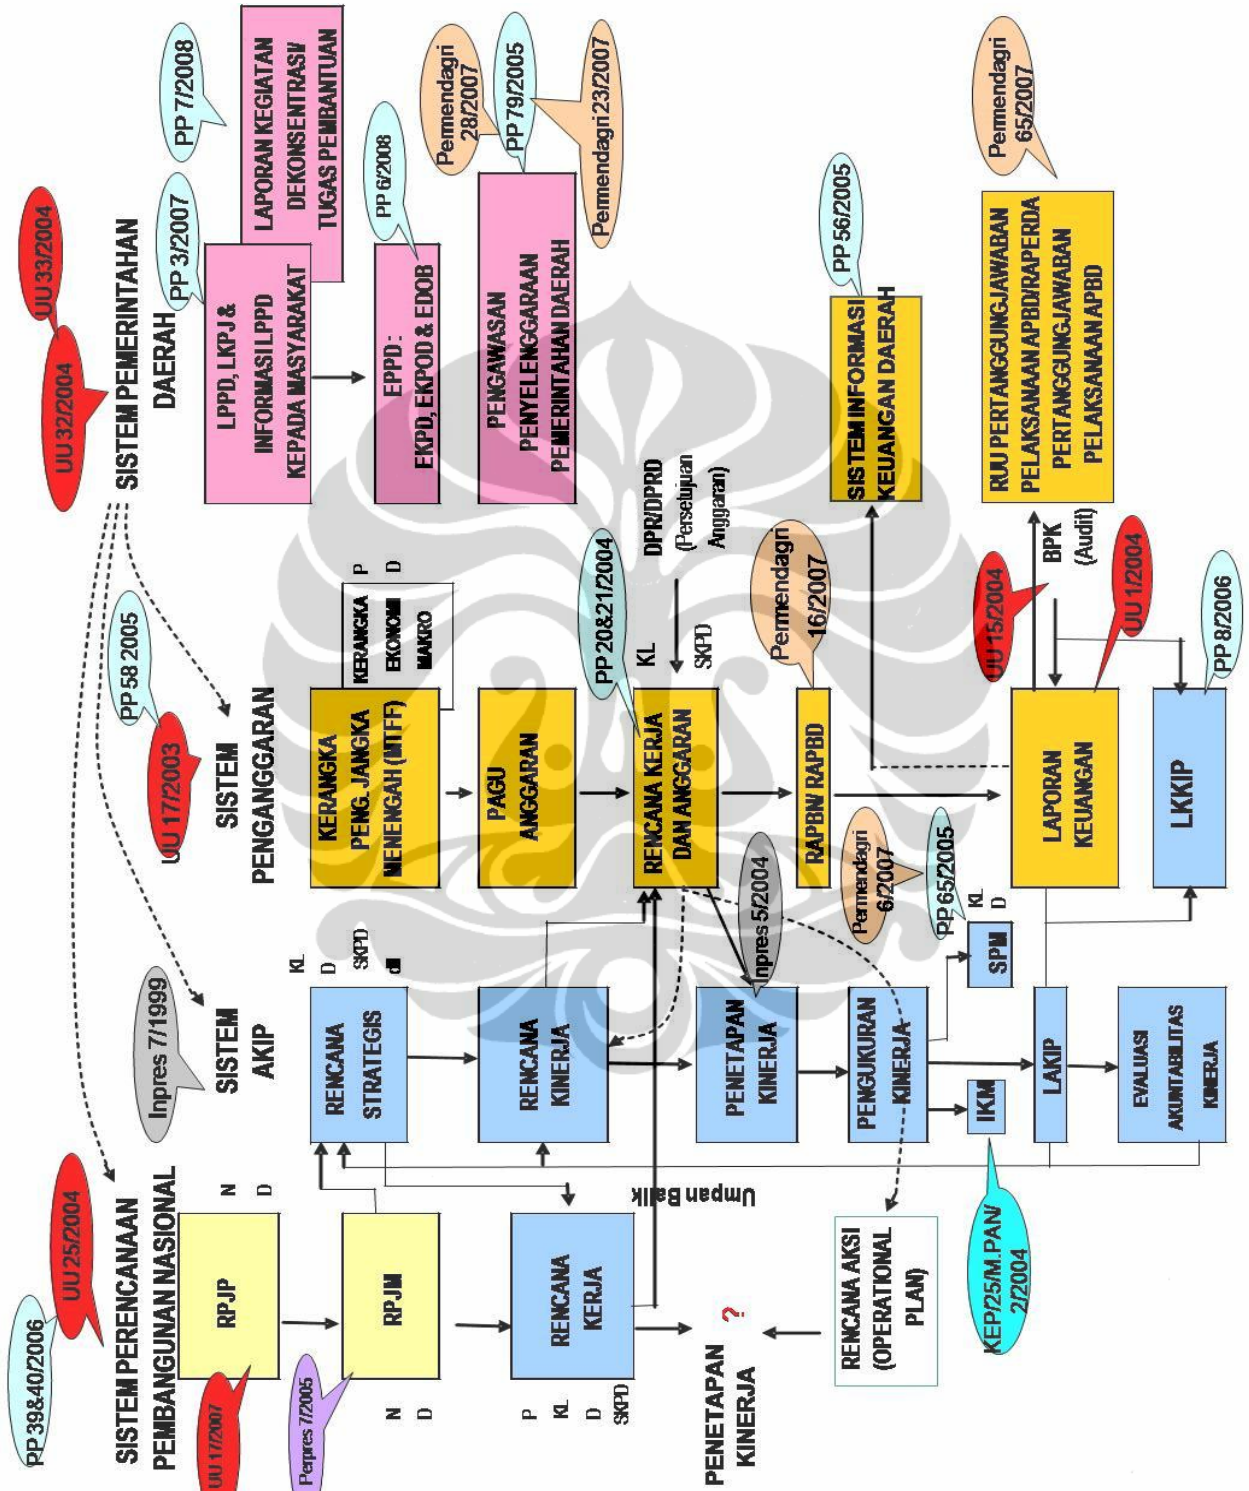 PP 39&40/2006
UU 25/2004
SISTEM PERENCANAAN
PEMBANGUNAN NASIONAL
RPJP
N
D
UU 17/2007
RPJM
N
D
Perpres 7/2005
RENCANA
KERJA
P
KL
D
SKPD
PENETAPAN
KINERJA
?
RENCANA AKSI
(OPERATIONAL
PLAN)
Umpan Balik
Inpres 7/1999
SISTEM
AKIP
RENCANA
STRATEGIS
KL
D
SKPD
dll
RENCANA
KINERJA
PENETAPAN
KINERJA
Inpres 5/2004
PENGUKURAN
KINERJA
IKM
KEP/25/M.PAN/
2/2004
SPM
KL
D
PP 65/2005
Permendagri
6/2007
LAKIP
EVALUASI
AKUNTABILITAS
KINERJA
PP 58 2005
UU 17/2003
SISTEM
PENGANGGARAN
KERANGKA
PENG. JANGKA
MENENGAH (MTFF)
KERANGKA
EKONOMI
MAKRO
P
D
PAGU
ANGGARAN
RENCANA KERJA
DAN ANGGARAN
KL
SKPD
PP 20&21/2004
DPR/DPRD
(Persetujuan
Anggaran)
RAPBN/ RAPBD
Permendagri
16/2007
LAPORAN
KEUANGAN
UU 15/2004
UU 1/2004
BPK
(Audit)
LKKIP
PP 8/2006
UU 33/2004
UU 32/2004
SISTEM PEMERINTAHAN
DAERAH
PP 3/2007
LPPD, LKPJ &
INFORMASI LPPD
KEPADA MASYARAKAT
PP 7/2008
LAPORAN KEGIATAN
DEKONSENTRASI/
TUGAS PEMBANTUAN
EPPD :
EKPD, EKPOD & EDOB
PP 6/2008
PENGAWASAN
PENYELENGGARAAN
PEMERINTAHAN DAERAH
Permendagri
28/2007
PP 79/2005
Permendagri 23/2007
SISTEM INFORMASI
KEUANGAN DAERAH
PP 56/2005
RUU PERTANGGUNGJAWABAN
PELAKSANAAN APBD/RAPERDA
PERTANGGUNGJAWABAN
PELAKSANAAN APBD
Permendagri
65/2007